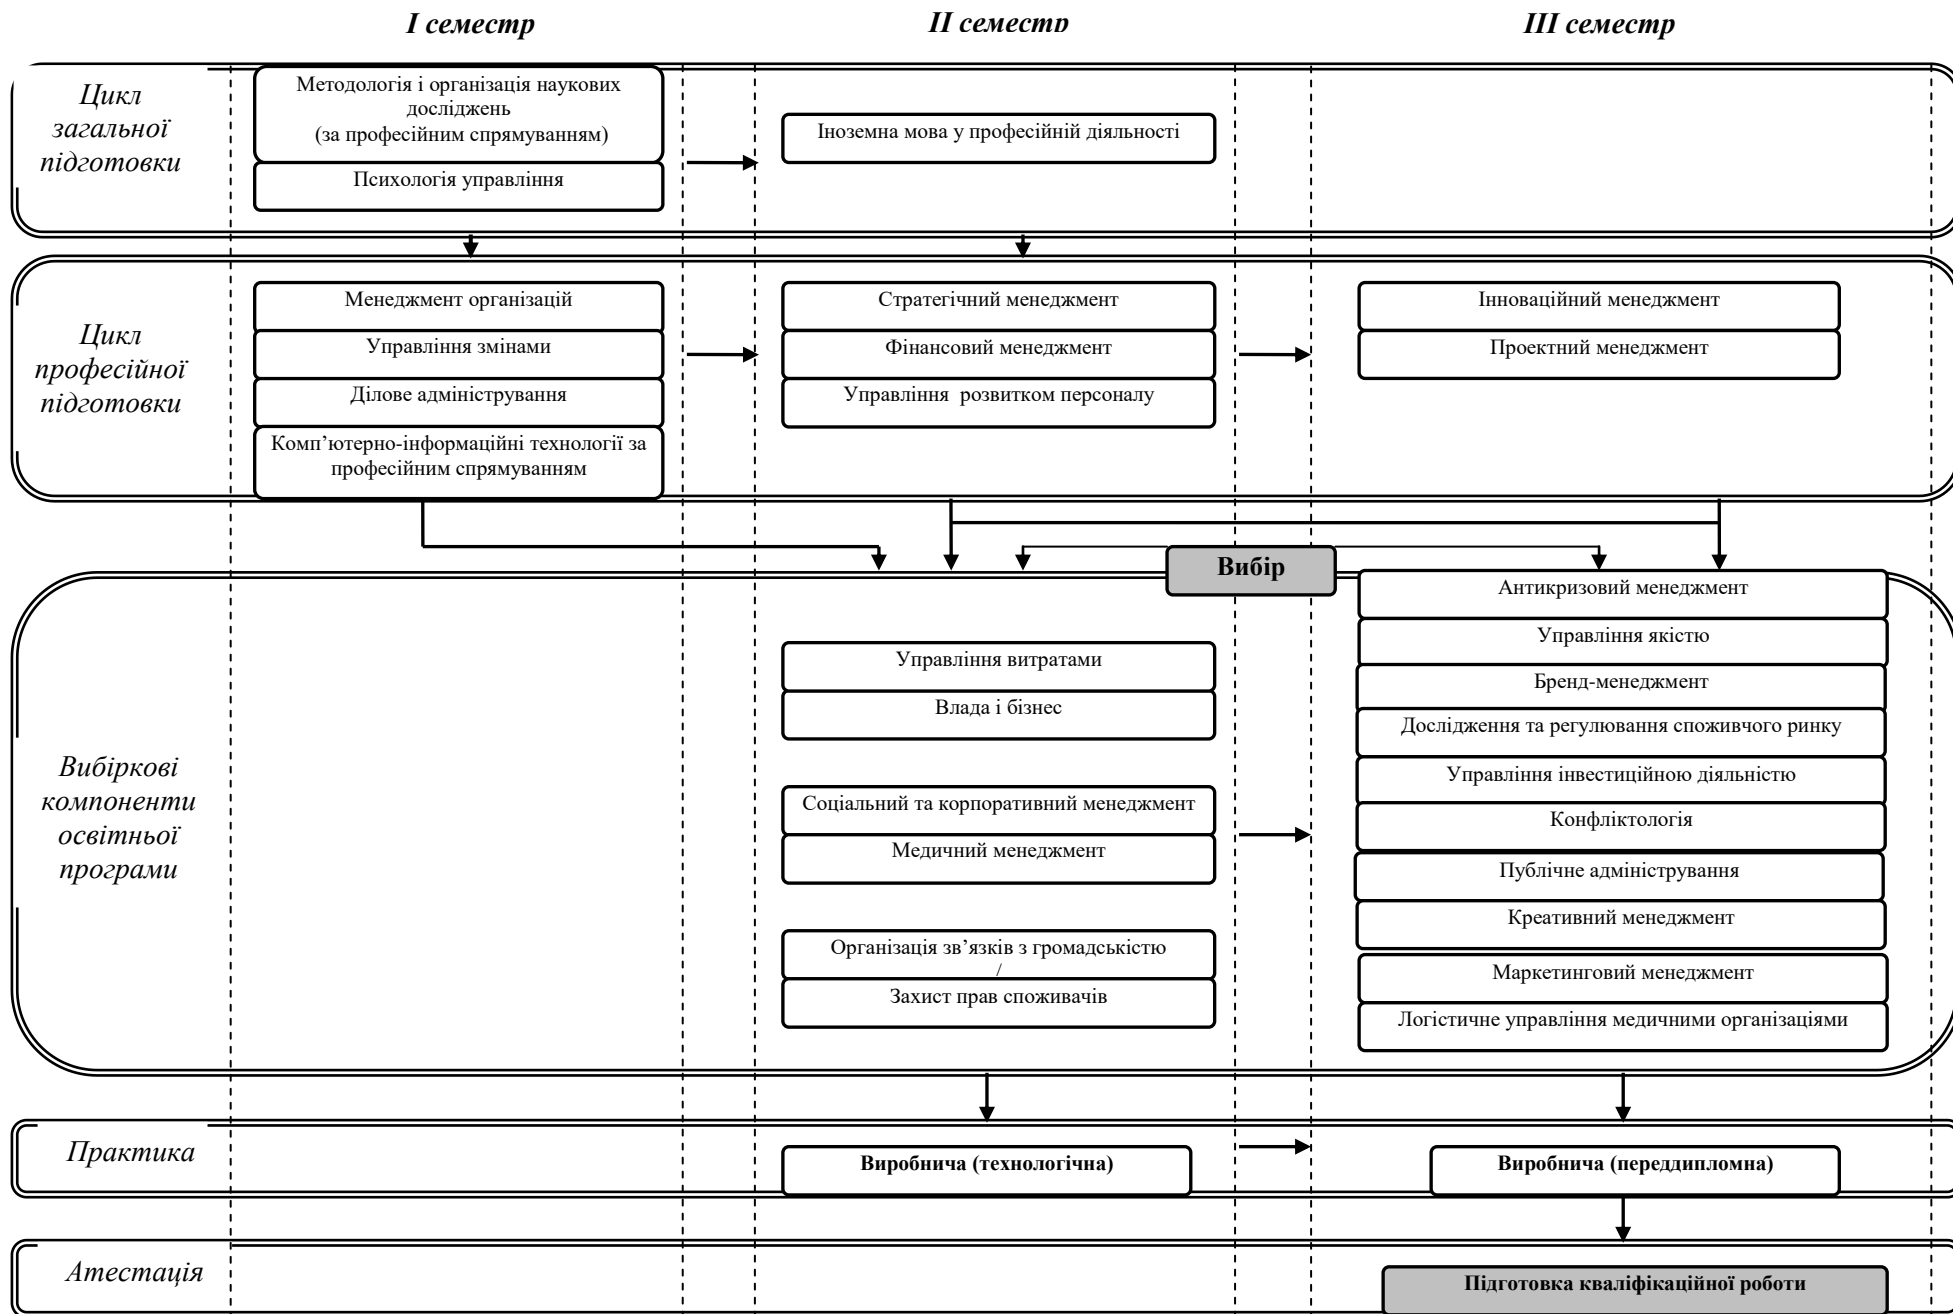 I семестр
II семестр
III семестр
Цикл
загальної
підготовки
Методологія і організація наукових
досліджень
(за професійним спрямуванням)
Психологія управління
Іноземна мова у професійній діяльності
Цикл
професійної
підготовки
Менеджмент організацій
Управління змінами
Ділове адміністрування
Комп’ютерно-інформаційні технології за
професійним спрямуванням
Стратегічний менеджмент
Фінансовий менеджмент
Управління розвитком персоналу
Інноваційний менеджмент
Проектний менеджмент
Вибір
Вибіркові
компоненти
освітньої
програми
Управління витратами
Влада і бізнес
Соціальний та корпоративний менеджмент
Медичний менеджмент
Організація зв’язків з громадськістю
/
Захист прав споживачів
Антикризовий менеджмент
Управління якістю
Бренд-менеджмент
Дослідження та регулювання споживчого ринку
Управління інвестиційною діяльністю
Конфліктологія
Публічне адміністрування
Креативний менеджмент
Маркетинговий менеджмент
Логістичне управління медичними організаціями
Практика
Виробнича (технологічна)
Виробнича (переддипломна)
Атестація
Підготовка кваліфікаційної роботи